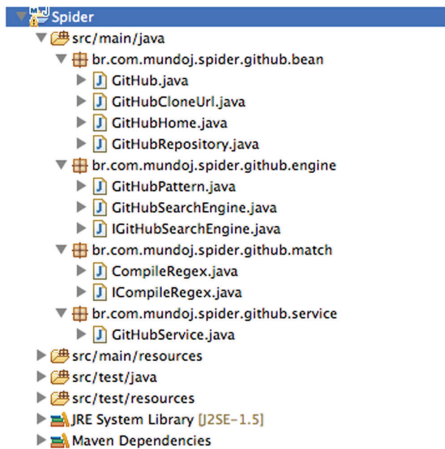 Spider
src/main/java
br.com.mundoj.spider.github.bean
GitHub.java
GitHubCloneUrl.java
GitHubHome.java
GitHubRepository.java
br.com.mundoj.spider.github.engine
GitHubPattern.java
GithubSearchEngine.java
IGitHubSearchEngine.java
br.com.mundoj.spider.github.match
CompileRegex.java
ICompileRegex.java
br.com.mundoj.spider.github.service
GitHubService.java
src/main/resources
src/test/java
src/test/resources
JRE System Library [J2SE-1.5]
Maven Dependencies